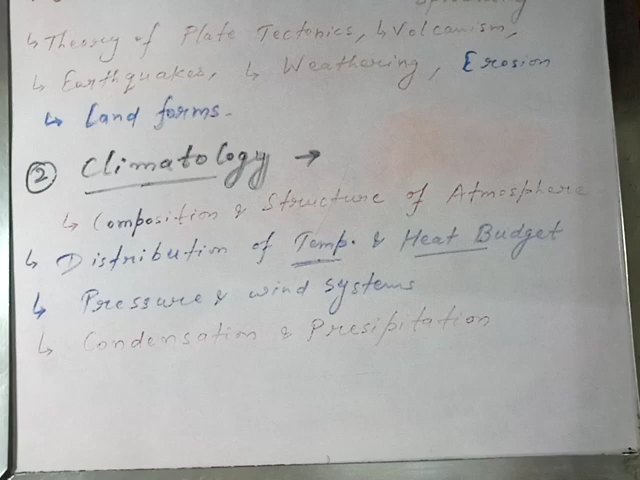 ↳ Theory of Plate Tectonics, ↳ Volcanism,
↳ Earthquakes, ↳ Weathering, Erosion
↳ Land forms.
② Climatology →
↳ Composition & Structure of Atmosphere
↳ Distribution of Temp. & Heat Budget
↳ Pressure & wind systems
↳ Condensation & Presipitation